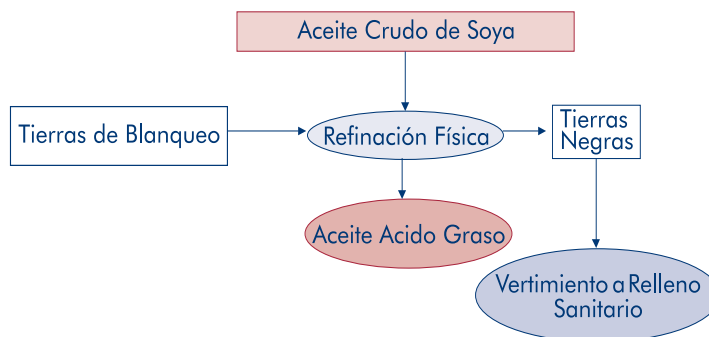 Aceite Crudo de Soya
Tierras de Blanqueo
Refinación Física
Tierras
Negras
Aceite Acido Graso
Vertimiento a Relleno
Sanitario